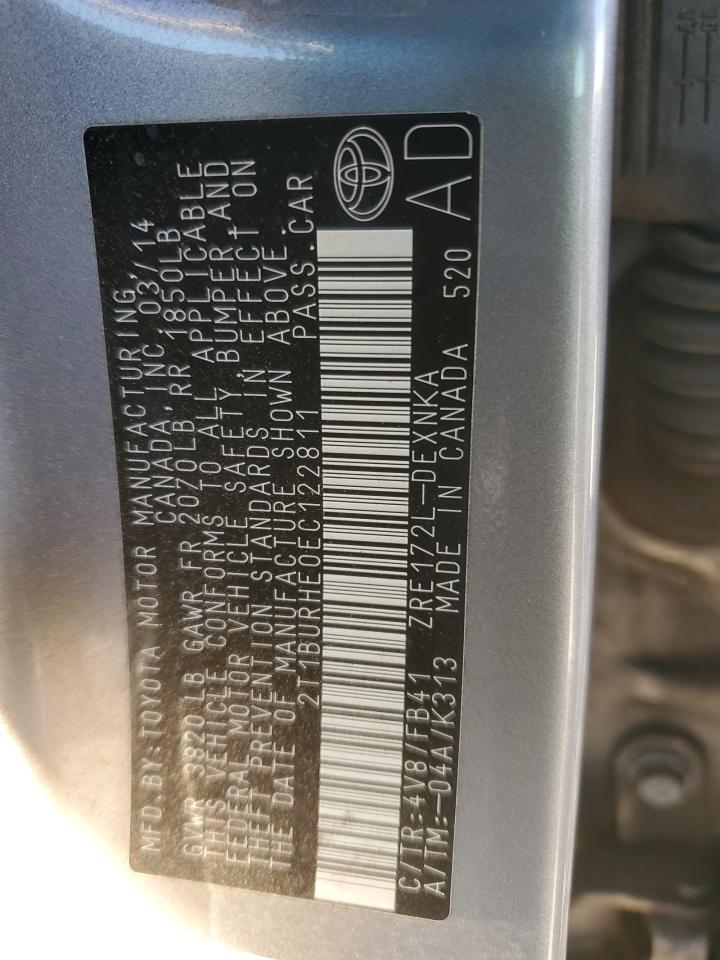 MFD.BY:TOYOTA MOTOR MANUFACTURING,
CANADA, INC 03/14
GVWR 3820LB GAWR FR 2070LB, RR 1850LB
THIS VEHICLE CONFORMS TO ALL APPLICABLE
FEDERAL MOTOR VEHICLE SAFETY, BUMPER, AND
THEFT PREVENTION STANDARDS IN EFFECT ON
THE DATE OF MANUFACTURE SHOWN ABOVE.
2T1BURHE0EC122811 PASS.CAR
C/TR:4V8/FB41 ZRE172L-DEXNKA
A/TM:-04A/K313 MADE IN CANADA 520
AD